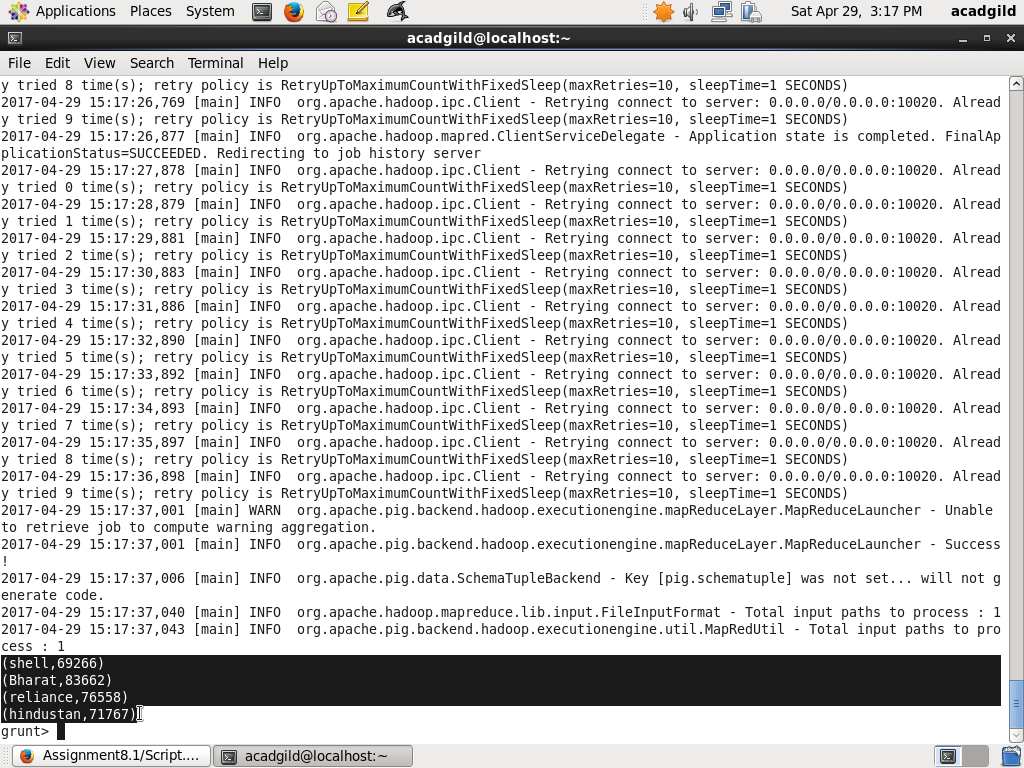 Applications Places System Sat Apr 29, 3:17 PM acadgild
acadgild@localhost:~
File Edit View Search Terminal Help
y tried 8 time(s); retry policy is RetryUpToMaximumCountWithFixedSleep(maxRetries=10, sleepTime=1 SECONDS)
2017-04-29 15:17:26,769 [main] INFO  org.apache.hadoop.ipc.Client - Retrying connect to server: 0.0.0.0/0.0.0.0:10020. Alread
y tried 9 time(s); retry policy is RetryUpToMaximumCountWithFixedSleep(maxRetries=10, sleepTime=1 SECONDS)
2017-04-29 15:17:26,877 [main] INFO  org.apache.hadoop.mapred.ClientServiceDelegate - Application state is completed. FinalAp
plicationStatus=SUCCEEDED. Redirecting to job history server
2017-04-29 15:17:27,878 [main] INFO  org.apache.hadoop.ipc.Client - Retrying connect to server: 0.0.0.0/0.0.0.0:10020. Alread
y tried 0 time(s); retry policy is RetryUpToMaximumCountWithFixedSleep(maxRetries=10, sleepTime=1 SECONDS)
2017-04-29 15:17:28,879 [main] INFO  org.apache.hadoop.ipc.Client - Retrying connect to server: 0.0.0.0/0.0.0.0:10020. Alread
y tried 1 time(s); retry policy is RetryUpToMaximumCountWithFixedSleep(maxRetries=10, sleepTime=1 SECONDS)
2017-04-29 15:17:29,881 [main] INFO  org.apache.hadoop.ipc.Client - Retrying connect to server: 0.0.0.0/0.0.0.0:10020. Alread
y tried 2 time(s); retry policy is RetryUpToMaximumCountWithFixedSleep(maxRetries=10, sleepTime=1 SECONDS)
2017-04-29 15:17:30,883 [main] INFO  org.apache.hadoop.ipc.Client - Retrying connect to server: 0.0.0.0/0.0.0.0:10020. Alread
y tried 3 time(s); retry policy is RetryUpToMaximumCountWithFixedSleep(maxRetries=10, sleepTime=1 SECONDS)
2017-04-29 15:17:31,886 [main] INFO  org.apache.hadoop.ipc.Client - Retrying connect to server: 0.0.0.0/0.0.0.0:10020. Alread
y tried 4 time(s); retry policy is RetryUpToMaximumCountWithFixedSleep(maxRetries=10, sleepTime=1 SECONDS)
2017-04-29 15:17:32,890 [main] INFO  org.apache.hadoop.ipc.Client - Retrying connect to server: 0.0.0.0/0.0.0.0:10020. Alread
y tried 5 time(s); retry policy is RetryUpToMaximumCountWithFixedSleep(maxRetries=10, sleepTime=1 SECONDS)
2017-04-29 15:17:33,892 [main] INFO  org.apache.hadoop.ipc.Client - Retrying connect to server: 0.0.0.0/0.0.0.0:10020. Alread
y tried 6 time(s); retry policy is RetryUpToMaximumCountWithFixedSleep(maxRetries=10, sleepTime=1 SECONDS)
2017-04-29 15:17:34,893 [main] INFO  org.apache.hadoop.ipc.Client - Retrying connect to server: 0.0.0.0/0.0.0.0:10020. Alread
y tried 7 time(s); retry policy is RetryUpToMaximumCountWithFixedSleep(maxRetries=10, sleepTime=1 SECONDS)
2017-04-29 15:17:35,897 [main] INFO  org.apache.hadoop.ipc.Client - Retrying connect to server: 0.0.0.0/0.0.0.0:10020. Alread
y tried 8 time(s); retry policy is RetryUpToMaximumCountWithFixedSleep(maxRetries=10, sleepTime=1 SECONDS)
2017-04-29 15:17:36,898 [main] INFO  org.apache.hadoop.ipc.Client - Retrying connect to server: 0.0.0.0/0.0.0.0:10020. Alread
y tried 9 time(s); retry policy is RetryUpToMaximumCountWithFixedSleep(maxRetries=10, sleepTime=1 SECONDS)
2017-04-29 15:17:37,001 [main] WARN  org.apache.pig.backend.hadoop.executionengine.mapReduceLayer.MapReduceLauncher - Unable
to retrieve job to compute warning aggregation.
2017-04-29 15:17:37,001 [main] INFO  org.apache.pig.backend.hadoop.executionengine.mapReduceLayer.MapReduceLauncher - Success
!
2017-04-29 15:17:37,006 [main] INFO  org.apache.pig.data.SchemaTupleBackend - Key [pig.schematuple] was not set... will not g
enerate code.
2017-04-29 15:17:37,040 [main] INFO  org.apache.hadoop.mapreduce.lib.input.FileInputFormat - Total input paths to process : 1
2017-04-29 15:17:37,043 [main] INFO  org.apache.pig.backend.hadoop.executionengine.util.MapRedUtil - Total input paths to pro
cess : 1
(shell,69266)
(Bharat,83662)
(reliance,76558)
(hindustan,71767)
grunt>
Assignment8.1/Script.... acadgild@localhost:~